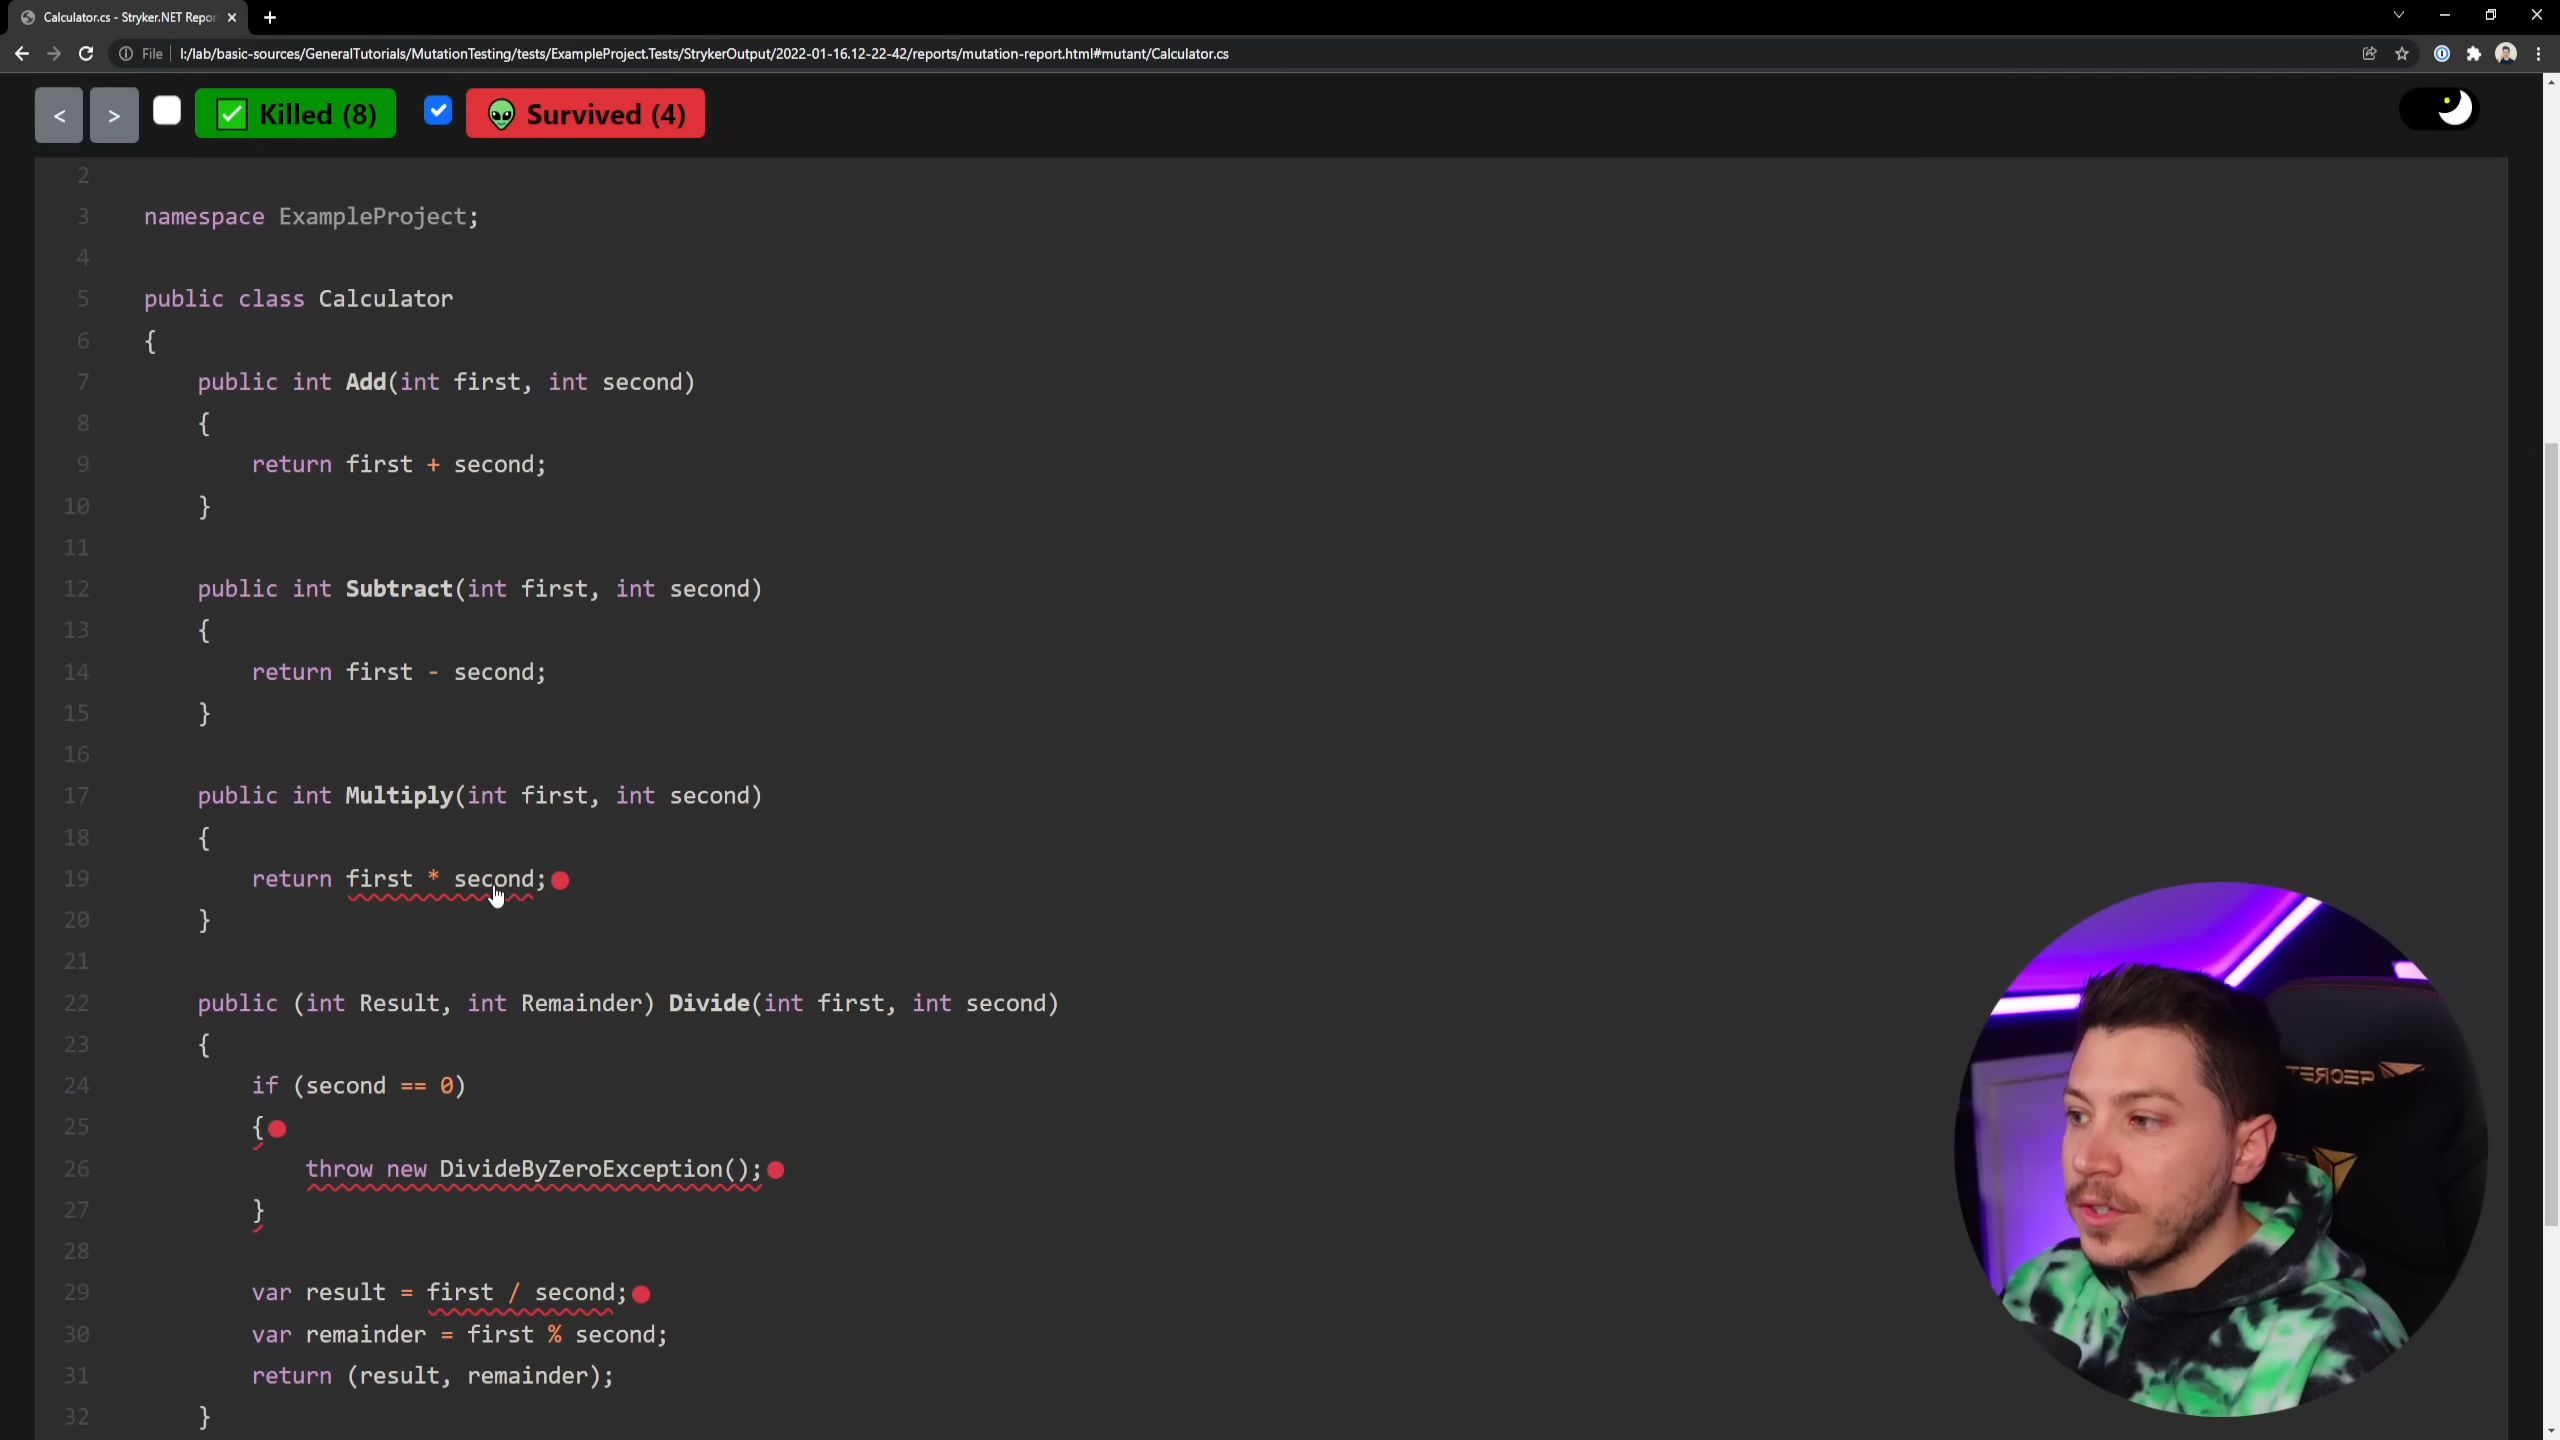 Calculator.cs - Stryker.NET Repor
File
I:/lab/basic-sources/GeneralTutorials/MutationTesting/tests/ExampleProject.Tests/StrykerOutput/2022-01-16.12-22-42/reports/mutation-report.html#mutant/Calculator.cs
< > Killed (8) Survived (4)
2
3 namespace ExampleProject;
4
5 public class Calculator
6 {
7 public int Add(int first, int second)
8 {
9 return first + second;
10 }
11
12 public int Subtract(int first, int second)
13 {
14 return first - second;
15 }
16
17 public int Multiply(int first, int second)
18 {
19 return first * second;
20 }
21
22 public (int Result, int Remainder) Divide(int first, int second)
23 {
24 if (second == 0)
25 {
26 throw new DivideByZeroException();
27 }
28
29 var result = first / second;
30 var remainder = first % second;
31 return (result, remainder);
32 }